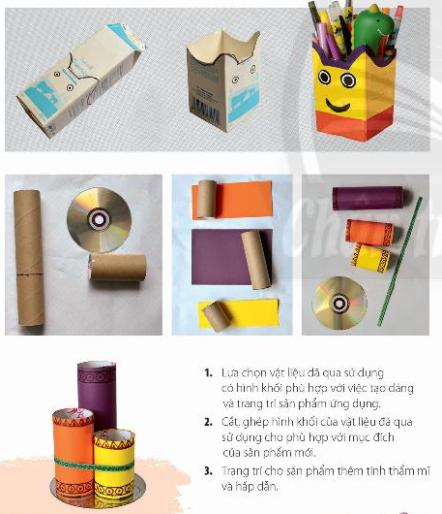 1. Lựa chọn vật liệu đã qua sử dụng
có hình khối phù hợp với việc tạo dáng
và trang trí sản phẩm ứng dụng.
2. Cắt, ghép hình khối của vật liệu đã qua
sử dụng cho phù hợp với mục đích
của sản phẩm mới.
3. Trang trí cho sản phẩm thêm tính thẩm mĩ
và hấp dẫn.